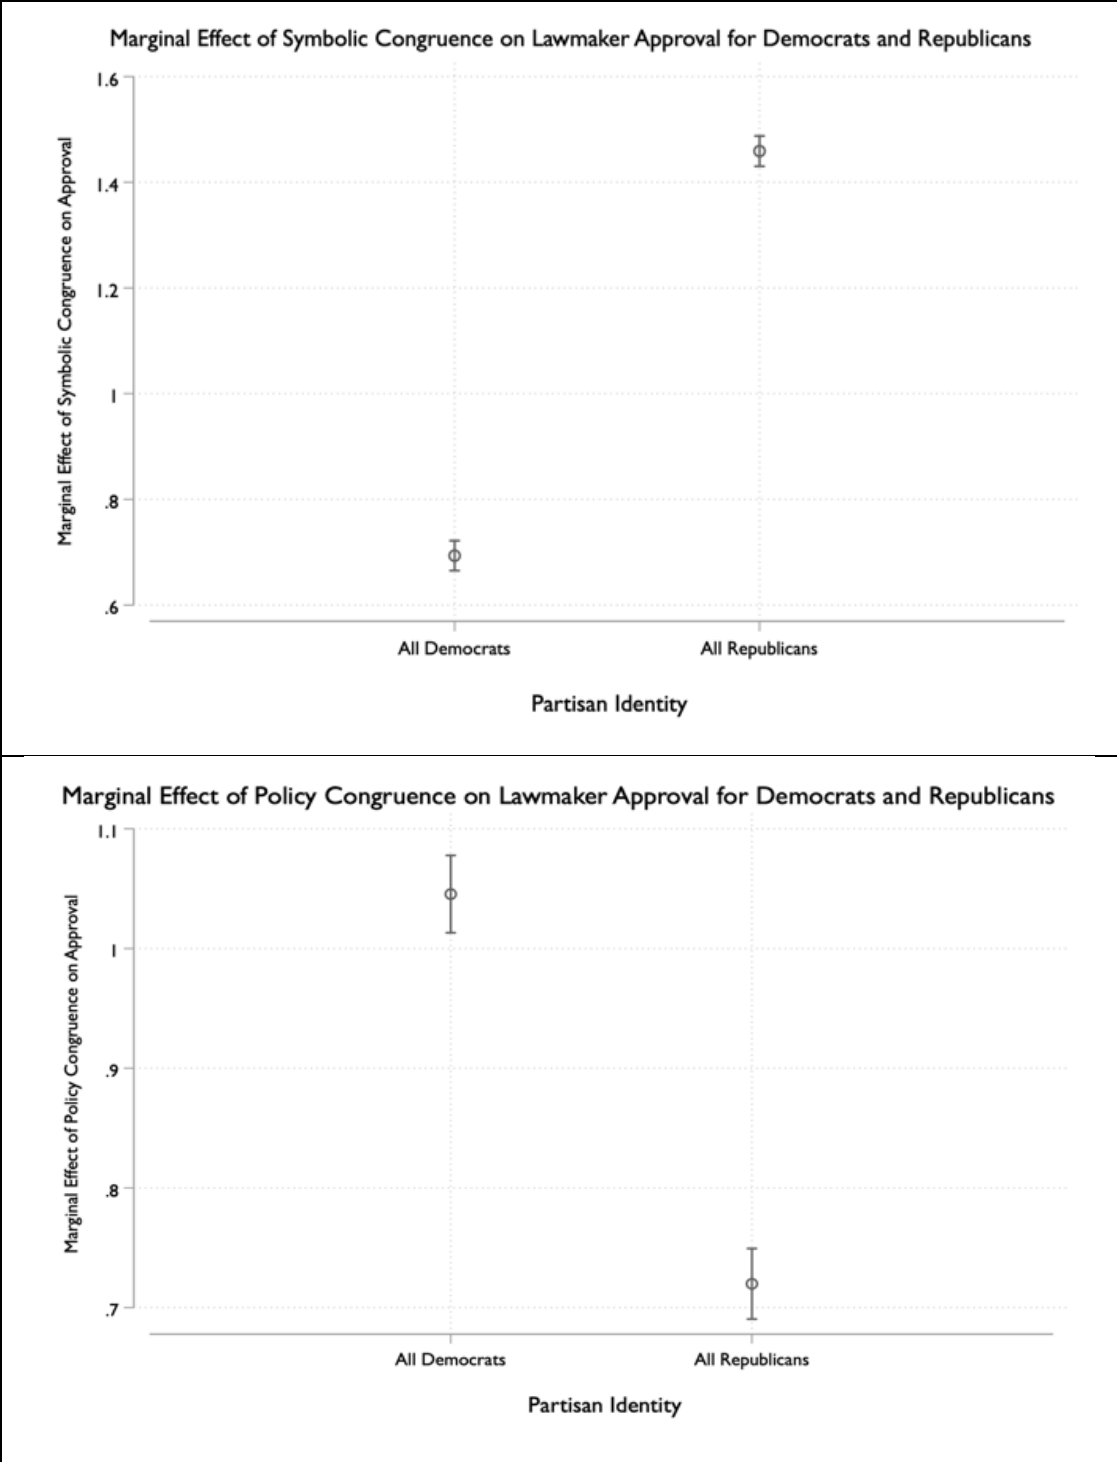 Marginal Effect of Symbolic Congruence on Lawmaker Approval for Democrats and Republicans
Marginal Effect of Symbolic Congruence on Approval
1.6
1.4
1.2
1
.8
.6
All Democrats All Republicans
Partisan Identity
Marginal Effect of Policy Congruence on Lawmaker Approval for Democrats and Republicans
Marginal Effect of Policy Congruence on Approval
1.1
1
.9
.8
.7
All Democrats All Republicans
Partisan Identity